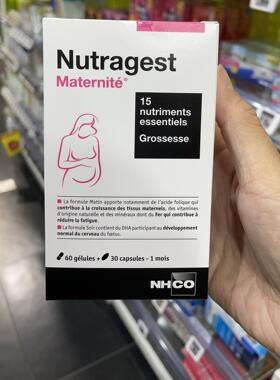 Nutragest
Maternité®
15
nutriments
essentiels
Grossesse
La formule Matin apporte notamment de l'acide folique qui
contribue à la croissance des tissus maternels, des vitamines
d'origine naturelle et des minéraux dont du Fer qui contribue à
réduire la fatigue.
La formule Soir contient du DHA participant au développement
normal du cerveau du fœtus.
60 gélules + 30 capsules - 1 mois
NHCO